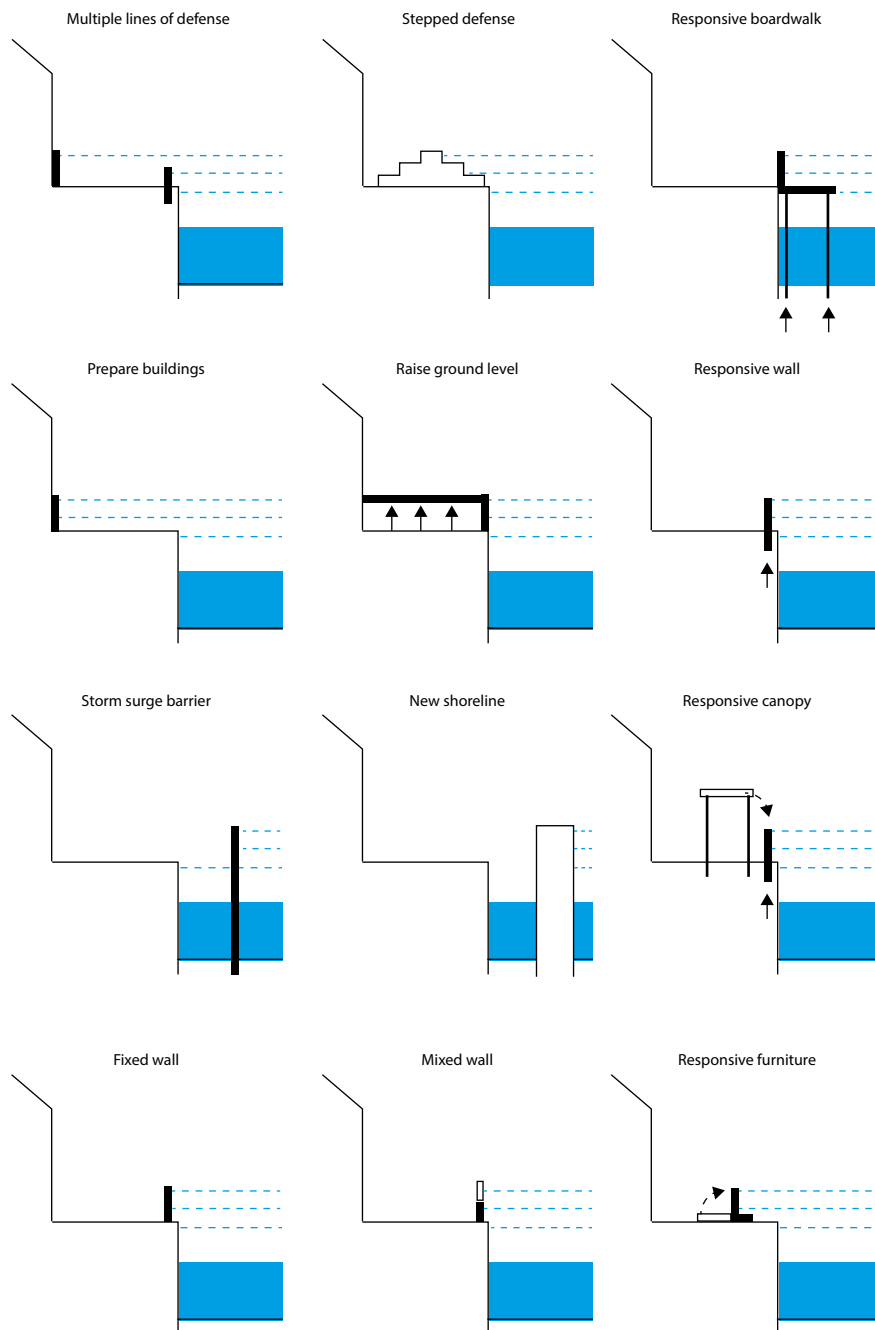 Multiple lines of defense
Stepped defense
Responsive boardwalk
Prepare buildings
Raise ground level
Responsive wall
Storm surge barrier
New shoreline
Responsive canopy
Fixed wall
Mixed wall
Responsive furniture